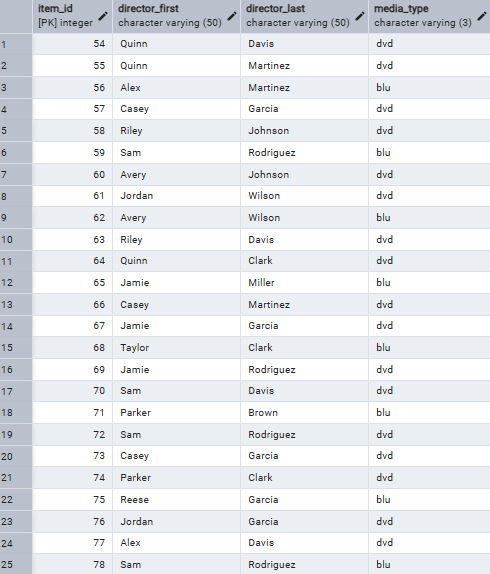 item_id director_first director_last media_type
[PK] integer character varying (50) character varying (50) character varying (3)
1 54 Quinn Davis dvd
2 55 Quinn Martinez dvd
3 56 Alex Martinez blu
4 57 Casey Garcia dvd
5 58 Riley Johnson dvd
6 59 Sam Rodriguez blu
7 60 Avery Johnson dvd
8 61 Jordan Wilson dvd
9 62 Avery Wilson blu
10 63 Riley Davis dvd
11 64 Quinn Clark dvd
12 65 Jamie Miller blu
13 66 Casey Martinez dvd
14 67 Jamie Garcia dvd
15 68 Taylor Clark blu
16 69 Jamie Rodriguez dvd
17 70 Sam Davis dvd
18 71 Parker Brown blu
19 72 Sam Rodriguez dvd
20 73 Casey Garcia dvd
21 74 Parker Clark dvd
22 75 Reese Garcia blu
23 76 Jordan Garcia dvd
24 77 Alex Davis dvd
25 78 Sam Rodriguez blu